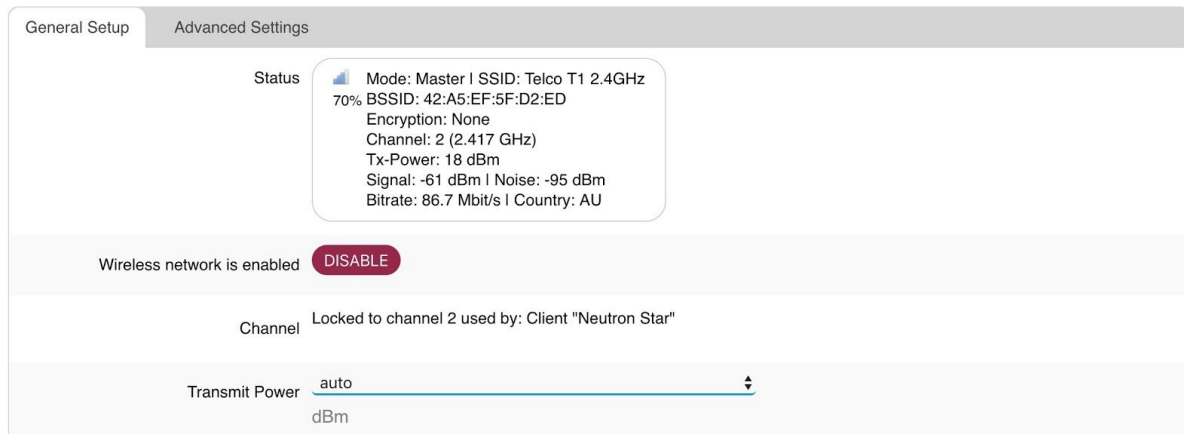 General Setup Advanced Settings
Status
Mode: Master | SSID: Telco T1 2.4GHz
70% BSSID: 42:A5:EF:5F:D2:ED
Encryption: None
Channel: 2 (2.417 GHz)
Tx-Power: 18 dBm
Signal: -61 dBm | Noise: -95 dBm
Bitrate: 86.7 Mbit/s | Country: AU
Wireless network is enabled DISABLE
Channel Locked to channel 2 used by: Client "Neutron Star"
Transmit Power auto
dBm